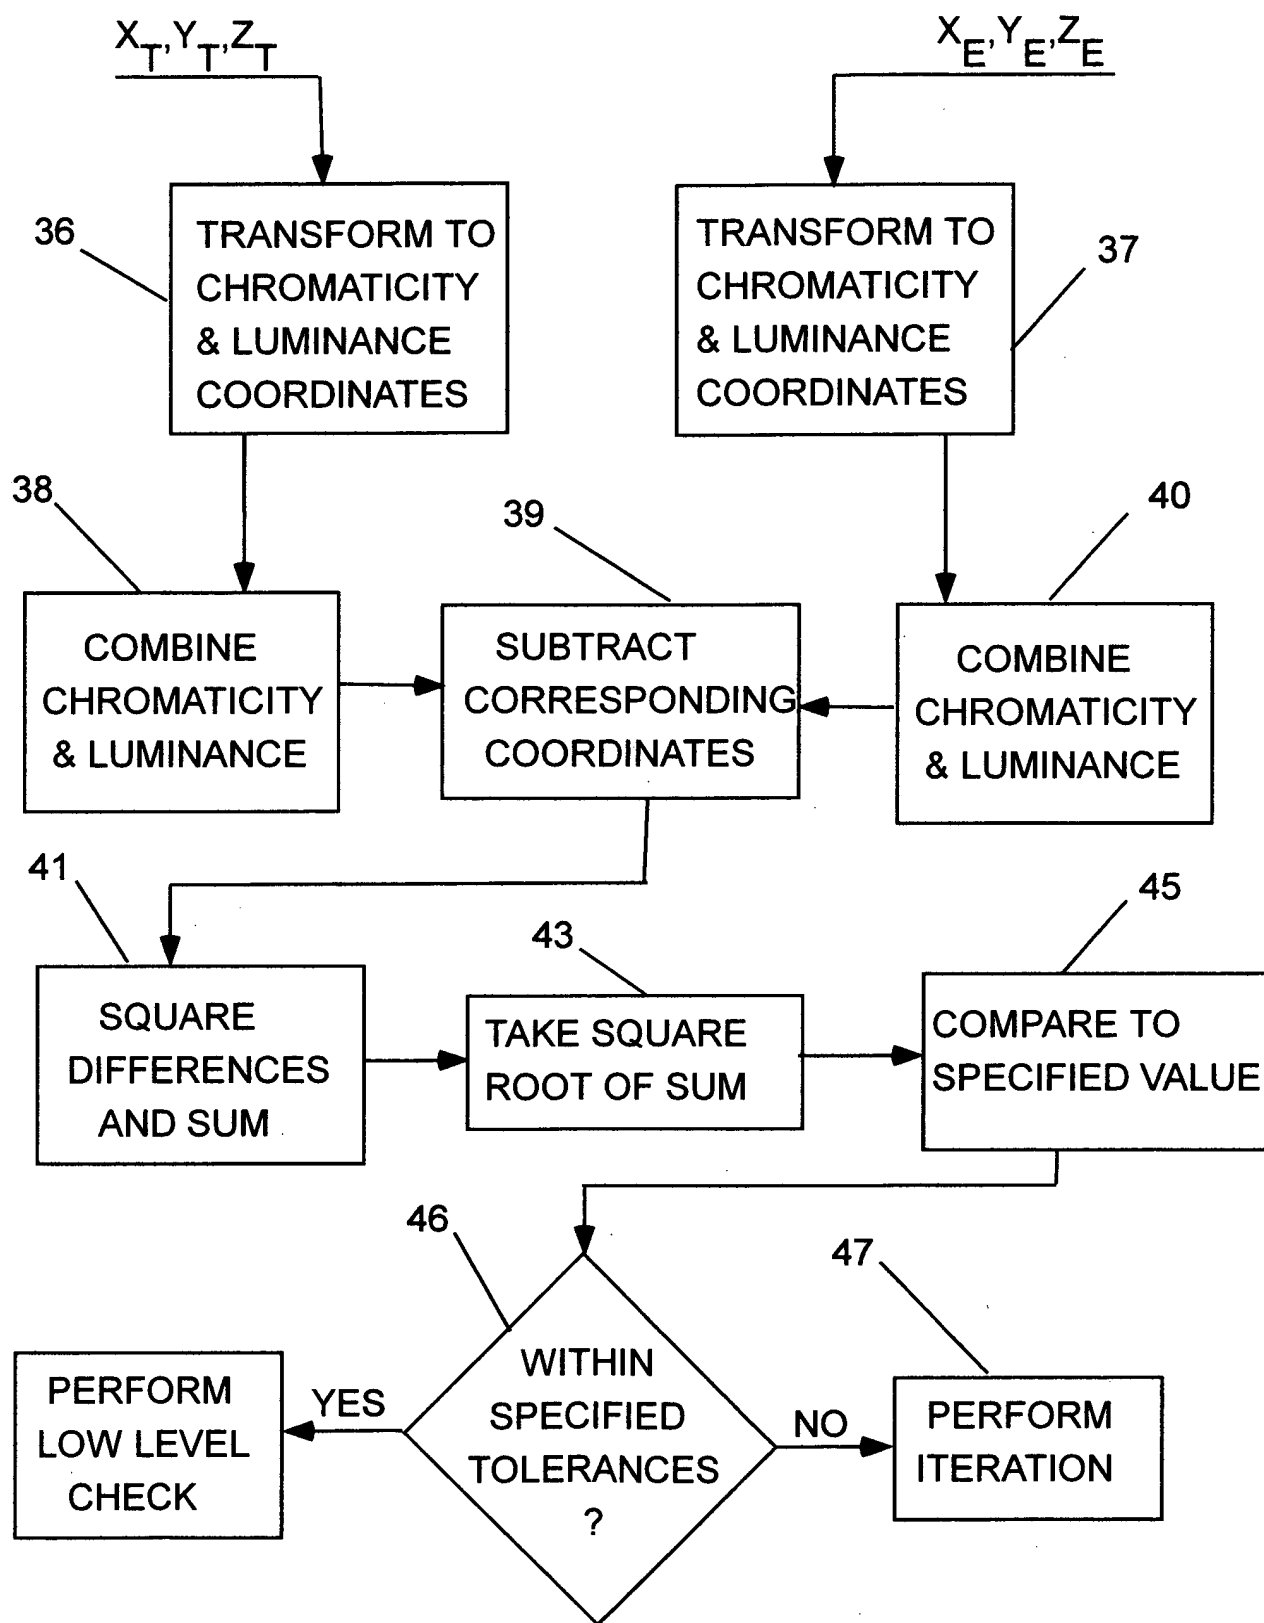 X_T, Y_T, Z_T
X_E, Y_E, Z_E
36
TRANSFORM TO
CHROMATICITY
& LUMINANCE
COORDINATES
TRANSFORM TO
CHROMATICITY
& LUMINANCE
COORDINATES
37
38
39
40
COMBINE
CHROMATICITY
& LUMINANCE
SUBTRACT
CORRESPONDING
COORDINATES
COMBINE
CHROMATICITY
& LUMINANCE
41
43
45
SQUARE
DIFFERENCES
AND SUM
TAKE SQUARE
ROOT OF SUM
COMPARE TO
SPECIFIED VALUE
46
47
PERFORM
LOW LEVEL
CHECK
YES
WITHIN
SPECIFIED
TOLERANCES
?
NO
PERFORM
ITERATION